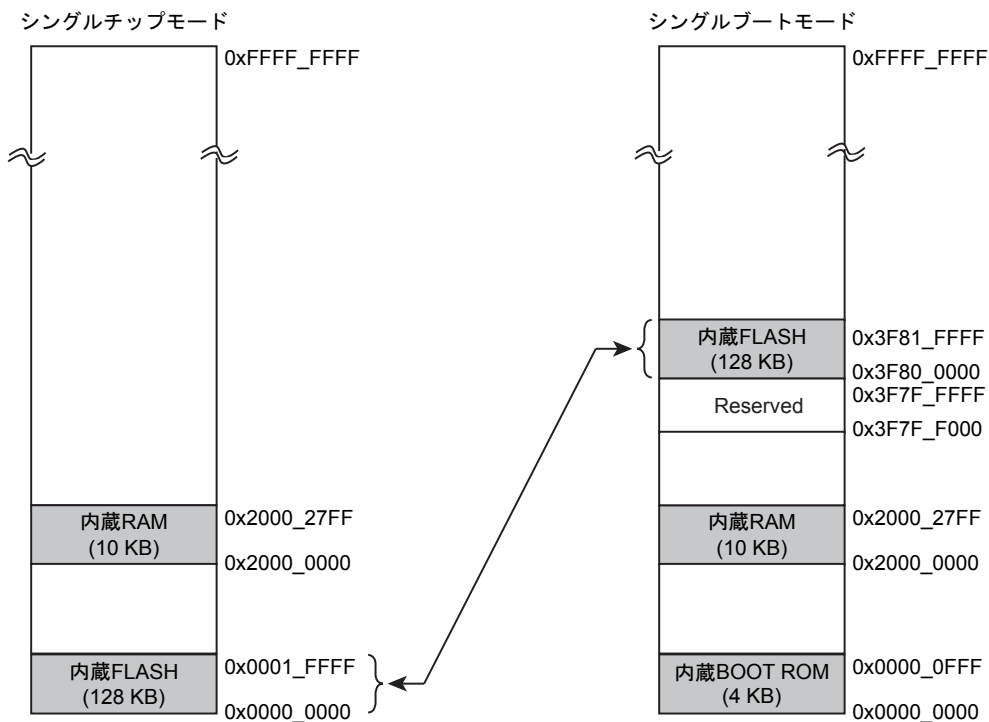 シングルチップモード
0xFFFF_FFFF
内蔵RAM
(10 KB)
0x2000_27FF
0x2000_0000
内蔵FLASH
(128 KB)
0x0001_FFFF
0x0000_0000
シングルブートモード
0xFFFF_FFFF
内蔵FLASH
(128 KB)
0x3F81_FFFF
0x3F80_0000
Reserved
0x3F7F_FFFF
0x3F7F_F000
内蔵RAM
(10 KB)
0x2000_27FF
0x2000_0000
内蔵BOOT ROM
(4 KB)
0x0000_0FFF
0x0000_0000